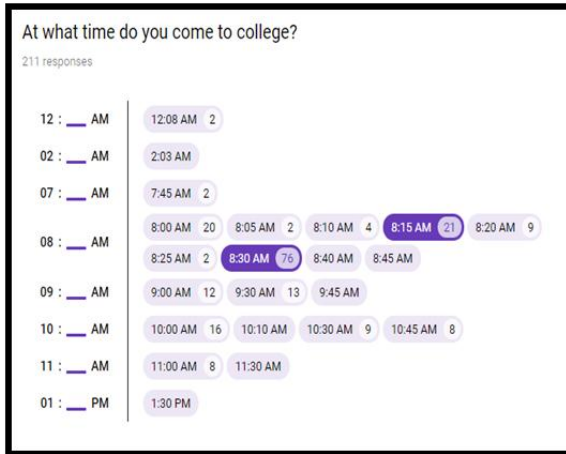 At what time do you come to college?
211 responses
12 : __ AM 12:08 AM 2
02 : __ AM 2:03 AM
07 : __ AM 7:45 AM 2
08 : __ AM 8:00 AM 20 8:05 AM 2 8:10 AM 4 8:15 AM 21 8:20 AM 9
8:25 AM 2 8:30 AM 76 8:40 AM 8:45 AM
09 : __ AM 9:00 AM 12 9:30 AM 13 9:45 AM
10 : __ AM 10:00 AM 16 10:10 AM 10:30 AM 9 10:45 AM 8
11 : __ AM 11:00 AM 8 11:30 AM
01 : __ PM 1:30 PM